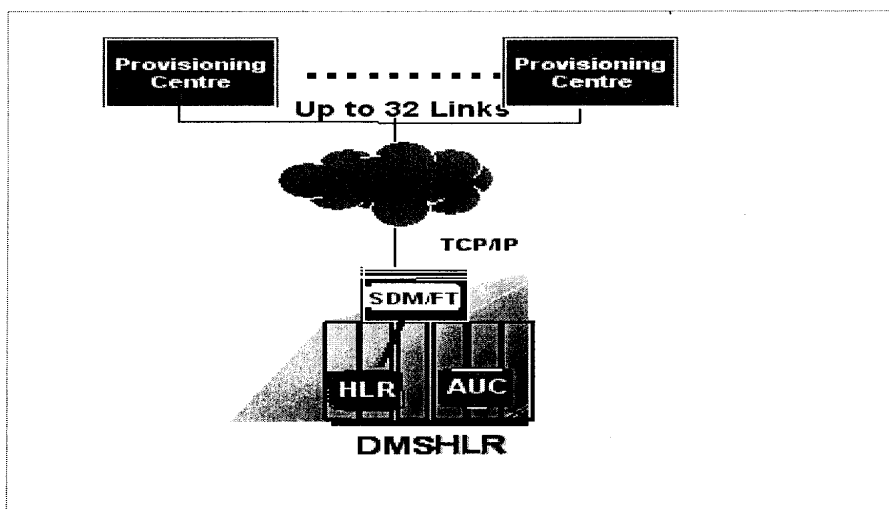 Provisioning
Centre
Provisioning
Centre
Up to 32 Links
TCP/IP
SDM/FT
HLR
AUC
DMSHLR